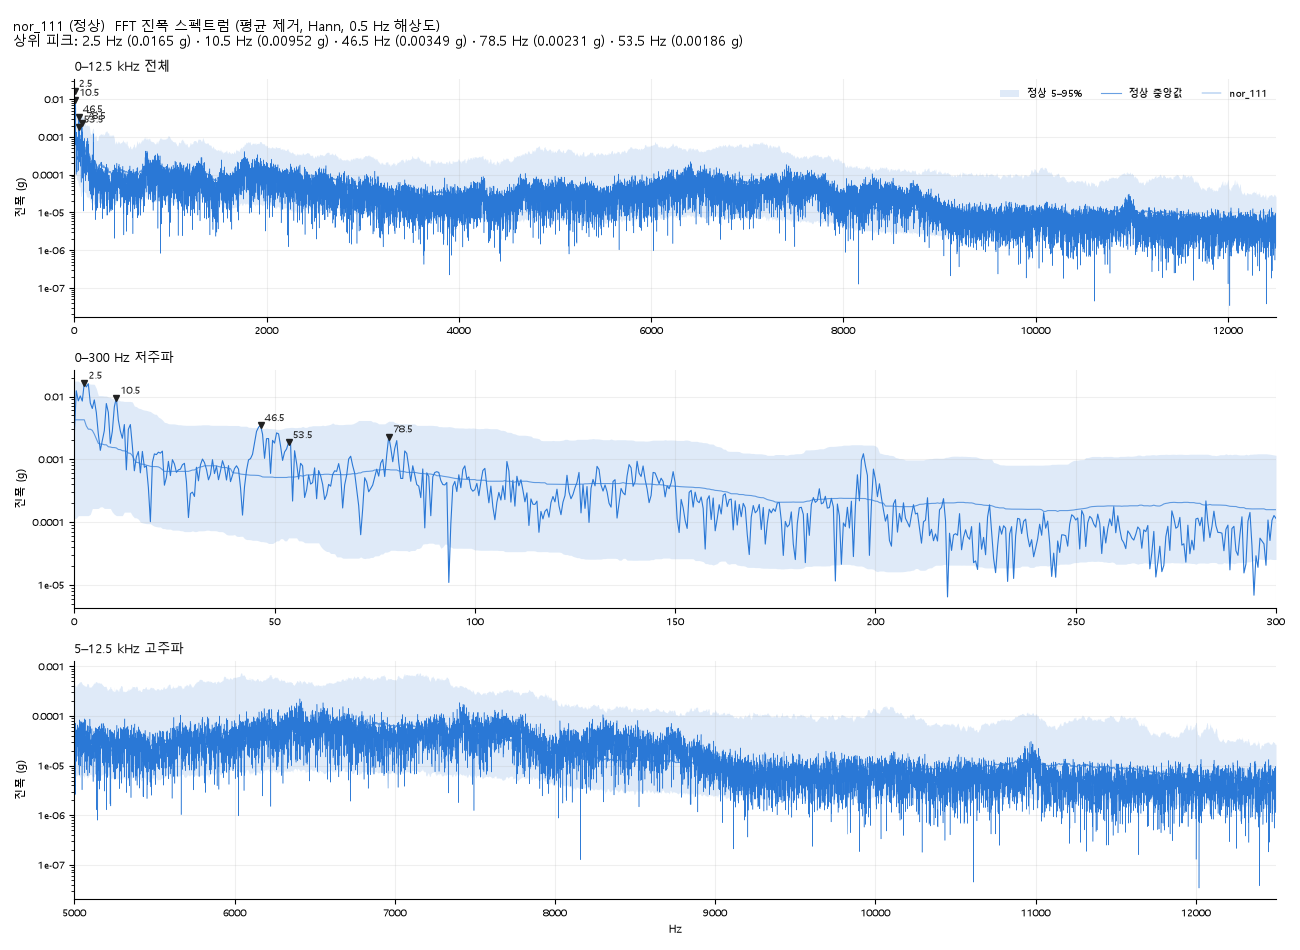 nor_111 (정상)  FFT 진폭 스펙트럼 (평균 제거, Hann, 0.5 Hz 해상도)
상위 피크: 2.5 Hz (0.0165 g) · 10.5 Hz (0.00952 g) · 46.5 Hz (0.00349 g) · 78.5 Hz (0.00231 g) · 53.5 Hz (0.00186 g)
0–12.5 kHz 전체
2.5
10.5
46.5
78.5
53.5
정상 5–95%
정상 중앙값
nor_111
0.01
0.001
0.0001
1e-05
1e-06
1e-07
진폭 (g)
0 2000 4000 6000 8000 10000 12000
0–300 Hz 저주파
2.5
10.5
46.5
53.5
78.5
0.01
0.001
0.0001
1e-05
진폭 (g)
0 50 100 150 200 250 300
5–12.5 kHz 고주파
0.001
0.0001
1e-05
1e-06
1e-07
진폭 (g)
5000 6000 7000 8000 9000 10000 11000 12000
Hz